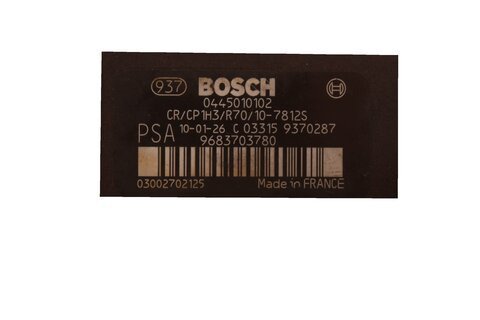 937 BOSCH
0445010102
CR/CP1H3/R70/10-7812S
PSA 10-01-26 C 03315 9370287
9683703780
03002702125 Made in FRANCE